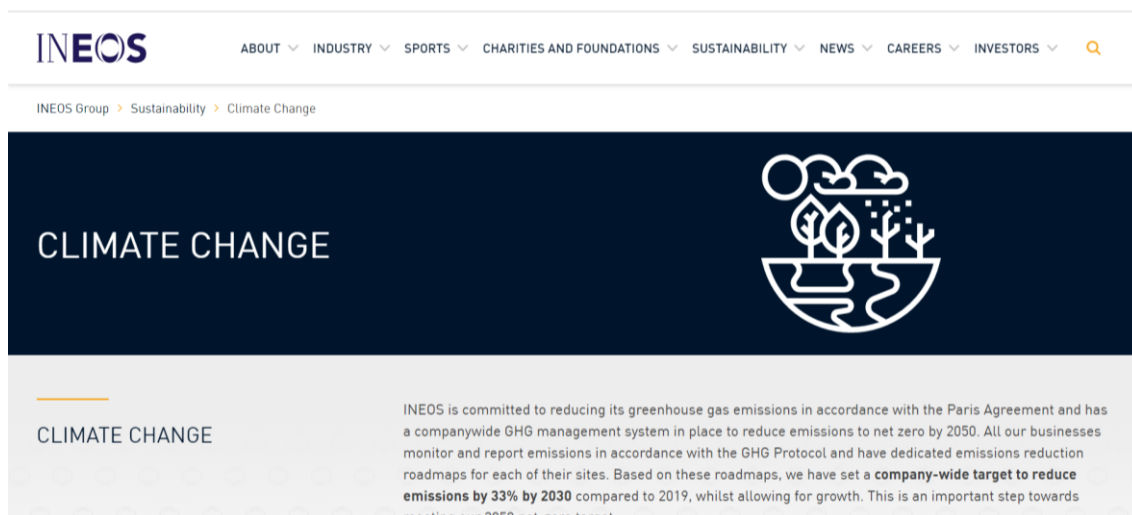 INEOS
ABOUT INDUSTRY SPORTS CHARITIES AND FOUNDATIONS SUSTAINABILITY NEWS CAREERS INVESTORS
INEOS Group > Sustainability > Climate Change
CLIMATE CHANGE
CLIMATE CHANGE
INEOS is committed to reducing its greenhouse gas emissions in accordance with the Paris Agreement and has
a companywide GHG management system in place to reduce emissions to net zero by 2050. All our businesses
monitor and report emissions in accordance with the GHG Protocol and have dedicated emissions reduction
roadmaps for each of their sites. Based on these roadmaps, we have set a company-wide target to reduce
emissions by 33% by 2030 compared to 2019, whilst allowing for growth. This is an important step towards